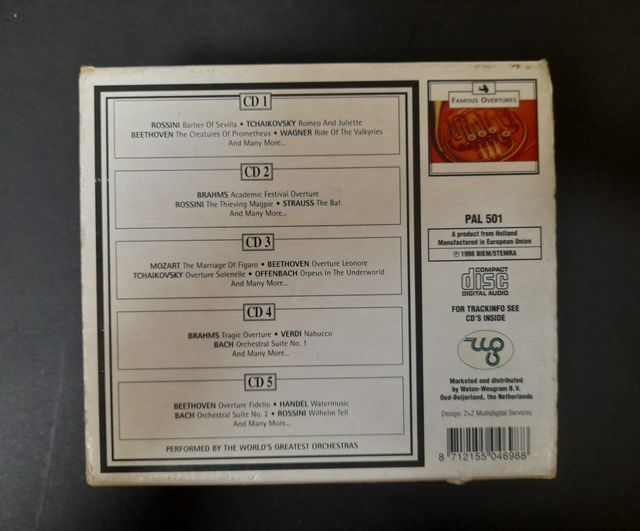 CD 1
ROSSINI Barber Of Sevilla • TCHAIKOVSKY Romeo And Juliette
BEETHOVEN The Creatures Of Prometheus • WAGNER Ride Of The Valkyries
And Many More...
CD 2
BRAHMS Academic Festival Overture
ROSSINI The Thieving Magpie • STRAUSS The Bat
And Many More...
CD 3
MOZART The Marriage Of Figaro • BEETHOVEN Overture Leonore
TCHAIKOVSKY Overture Solenelle • OFFENBACH Orpeus In The Underworld
And Many More...
CD 4
BRAHMS Tragic Overture • VERDI Nabucco
BACH Orchestral Suite No. 1
And Many More...
CD 5
BEETHOVEN Overture Fidelio • HANDEL Watermusic
BACH Orchestral Suite No. 2 • ROSSINI Wilhelm Tell
And Many More...
PERFORMED BY THE WORLD'S GREATEST ORCHESTRAS
FAMOUS OVERTURES
PAL 501
A product from Holland
Manufactured in European Union
℗ 1998 BIEM/STEMRA
COMPACT
disc
DIGITAL AUDIO
FOR TRACKINFO SEE
CD'S INSIDE
wg
Marketed and distributed
by Weton-Wesgram B.V.
Oud-Beijerland, the Netherlands
Design: Z+Z Multidigital Services
8 712155 046988